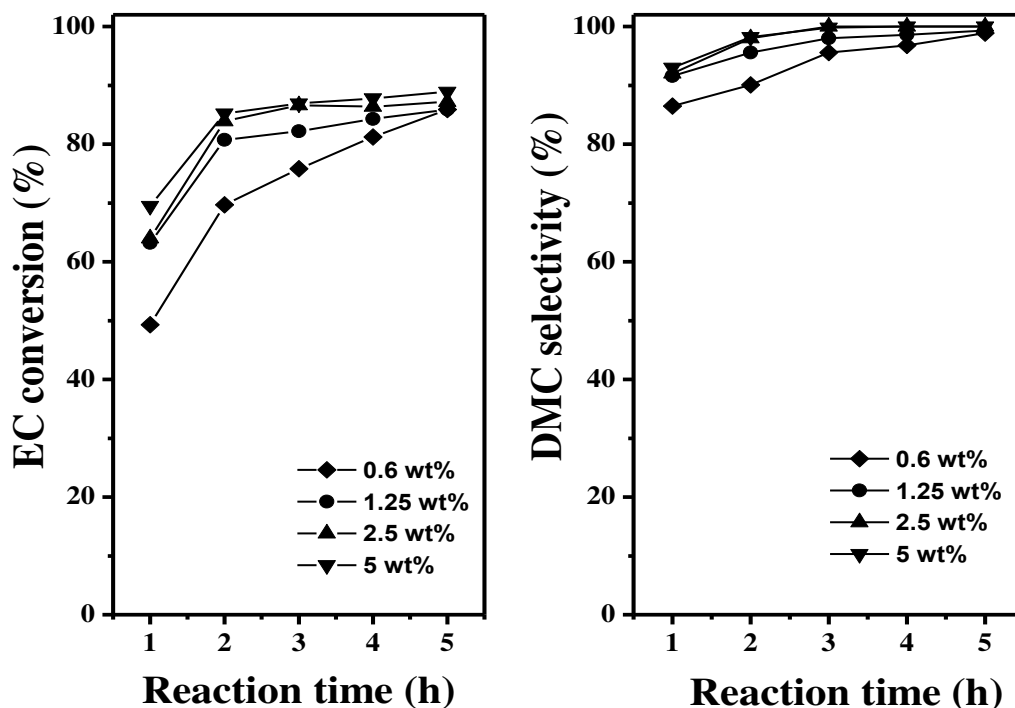 EC conversion (%)
100
80
60
40
20
0
0.6 wt%
1.25 wt%
2.5 wt%
5 wt%
1 2 3 4 5
Reaction time (h)
DMC selectivity (%)
100
80
60
40
20
0
0.6 wt%
1.25 wt%
2.5 wt%
5 wt%
1 2 3 4 5
Reaction time (h)